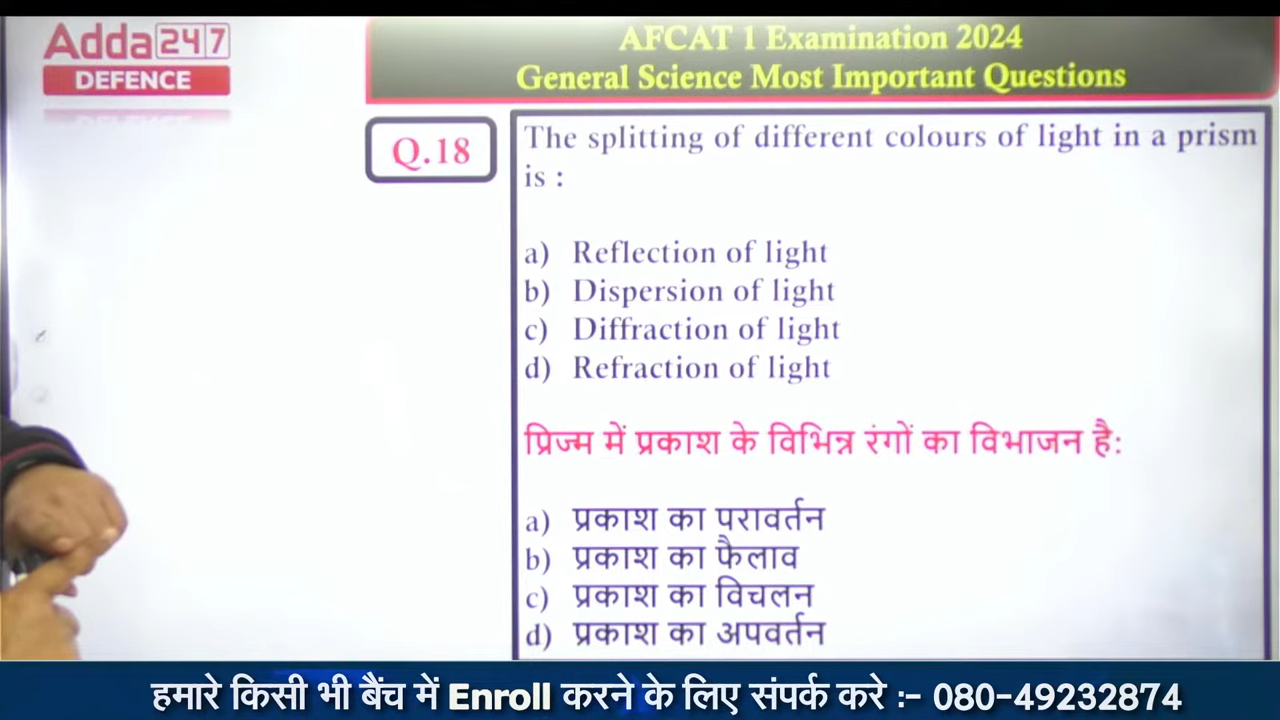 Adda247
DEFENCE
AFCAT 1 Examination 2024
General Science Most Important Questions
Q.18
The splitting of different colours of light in a prism
is :
a) Reflection of light
b) Dispersion of light
c) Diffraction of light
d) Refraction of light
प्रिज्म में प्रकाश के विभिन्न रंगों का विभाजन है:
a) प्रकाश का परावर्तन
b) प्रकाश का फैलाव
c) प्रकाश का विचलन
d) प्रकाश का अपवर्तन
हमारे किसी भी बैंच में Enroll करने के लिए संपर्क करे :- 080-49232874